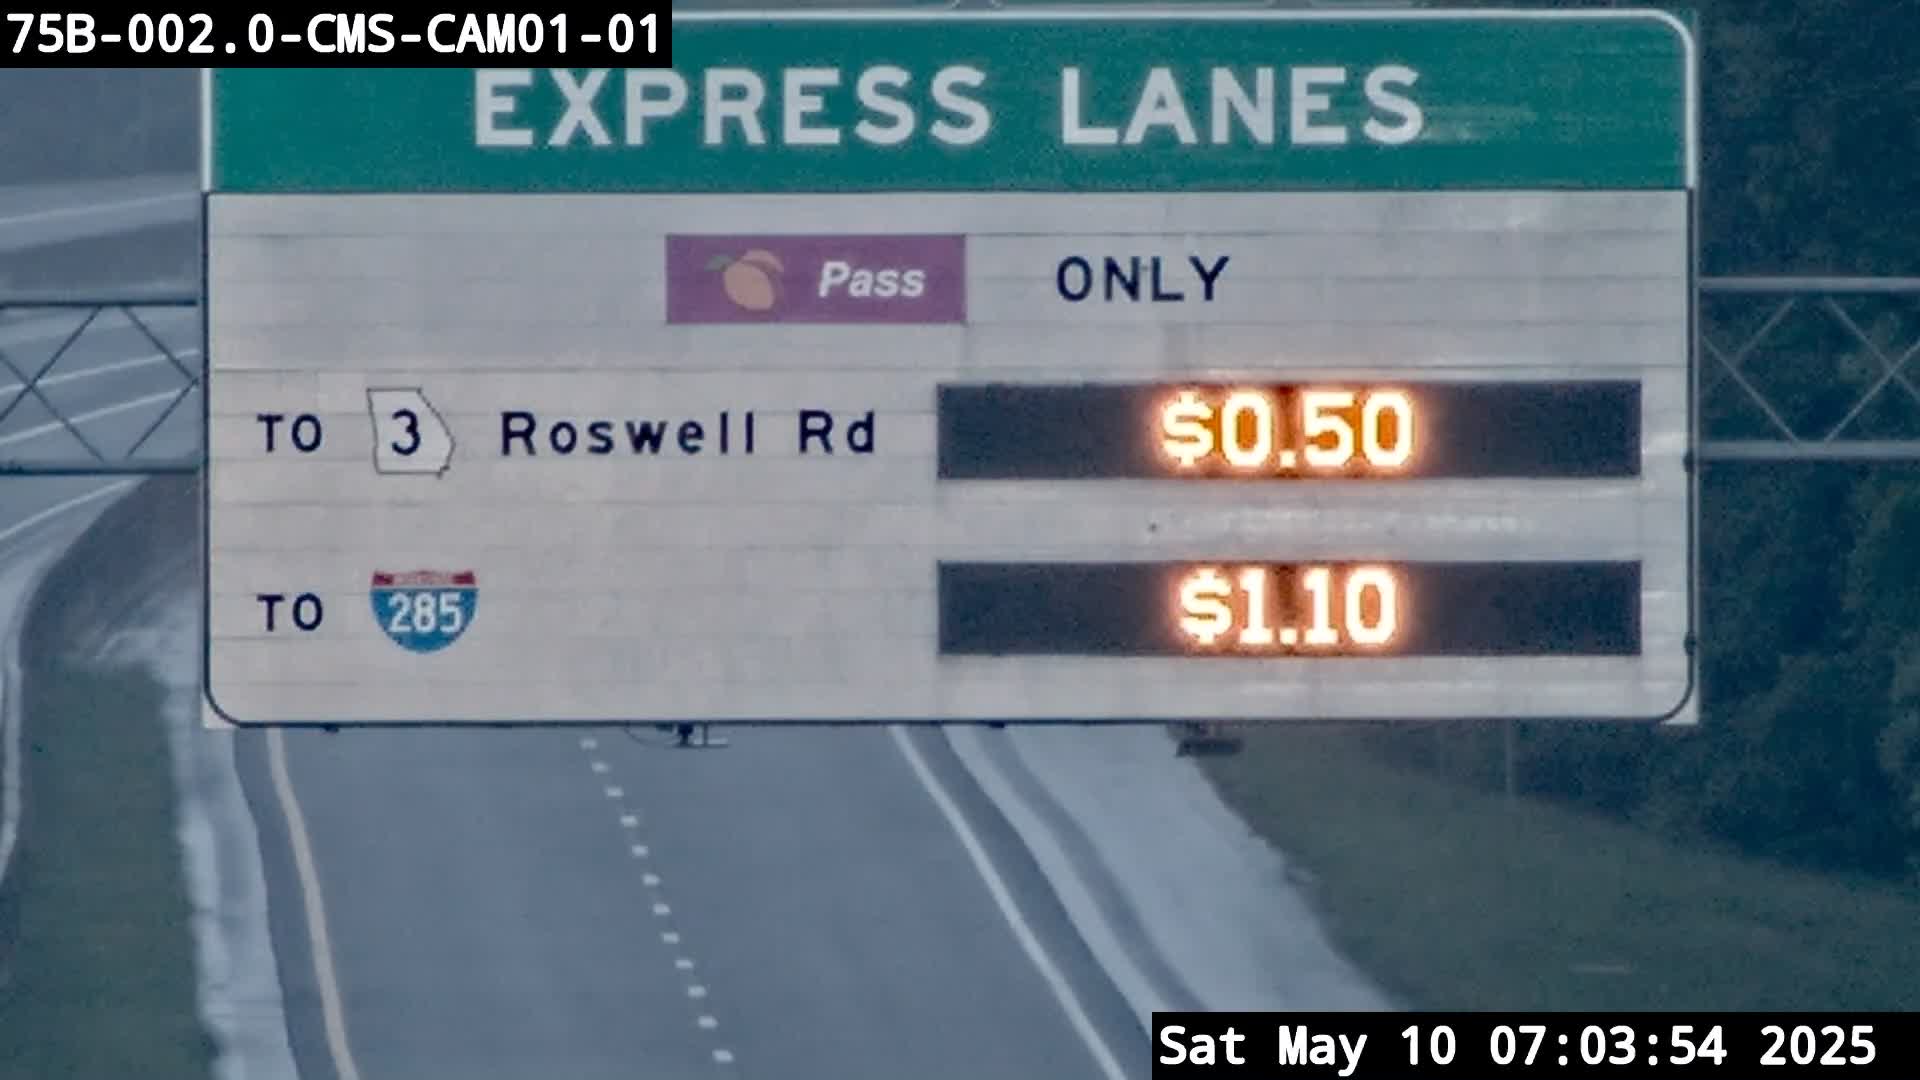 75B-002.0-CMS-CAM01-01
EXPRESS LANES
Pass ONLY
TO 3 Roswell Rd $0.50
TO 285 $1.10
Sat May 10 07:03:54 2025